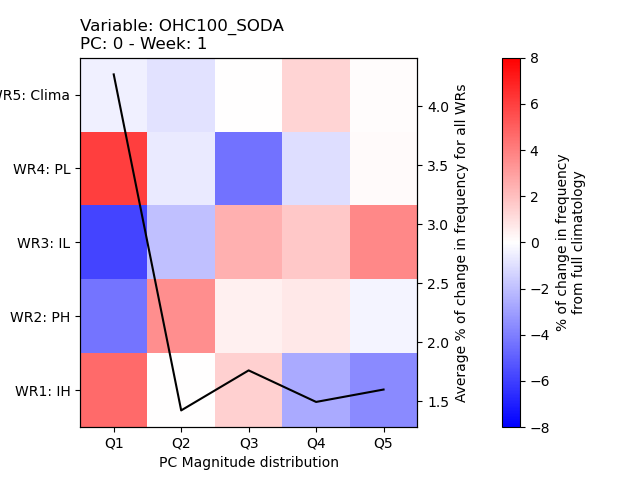 Variable: OHC100_SODA
PC: 0 - Week: 1
R5: Clima
WR4: PL
WR3: IL
WR2: PH
WR1: IH
Q1
Q2
Q3
Q4
Q5
PC Magnitude distribution
4.0
3.5
3.0
2.5
2.0
1.5
Average % of change in frequency for all WRs
8
6
4
2
0
−2
−4
−6
−8
% of change in frequency
from full climatology